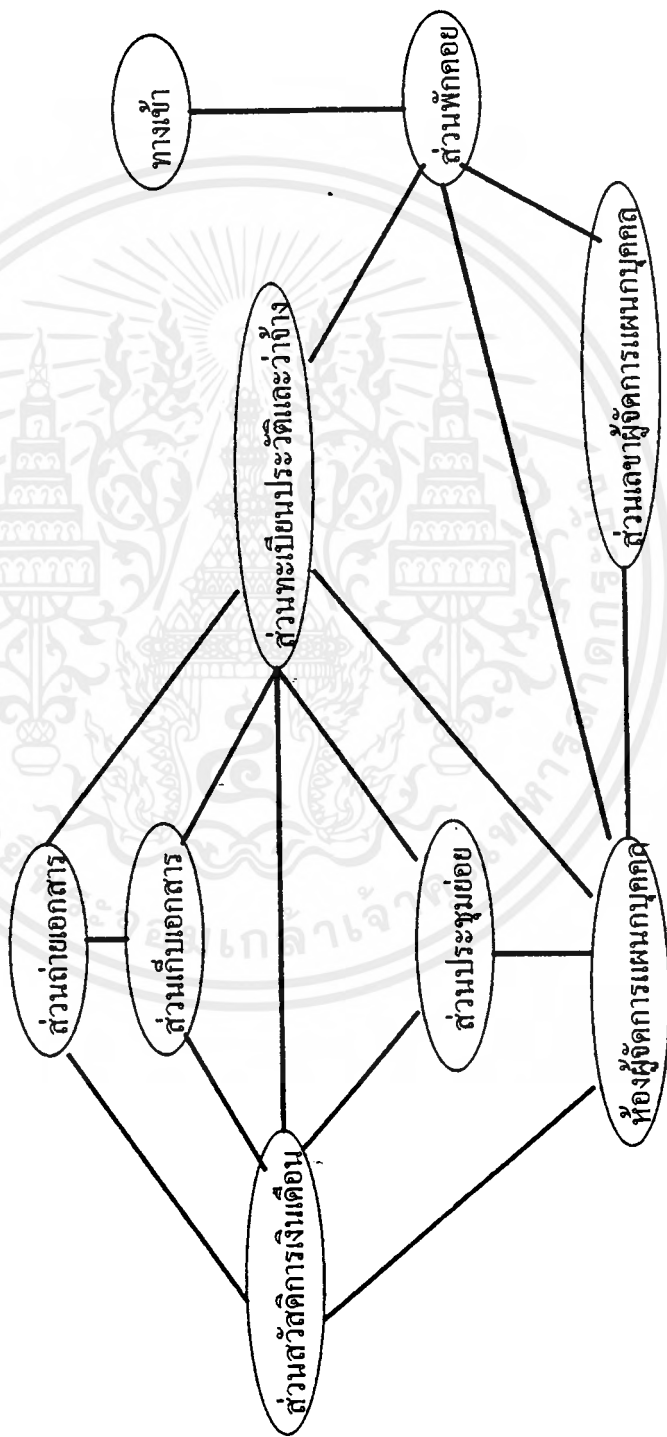 ทางเข้า
ส่วนพักคอย
ส่วนทะเบียนประวัติและว่าจ้าง
ส่วนเลขาผู้จัดการแผนกบุคคล
ส่วนถ่ายเอกสาร
ส่วนเก็บเอกสาร
ส่วนประชุมย่อย
ห้องผู้จัดการแผนกบุคคล
ส่วนสวัสดิการเงินเดือน